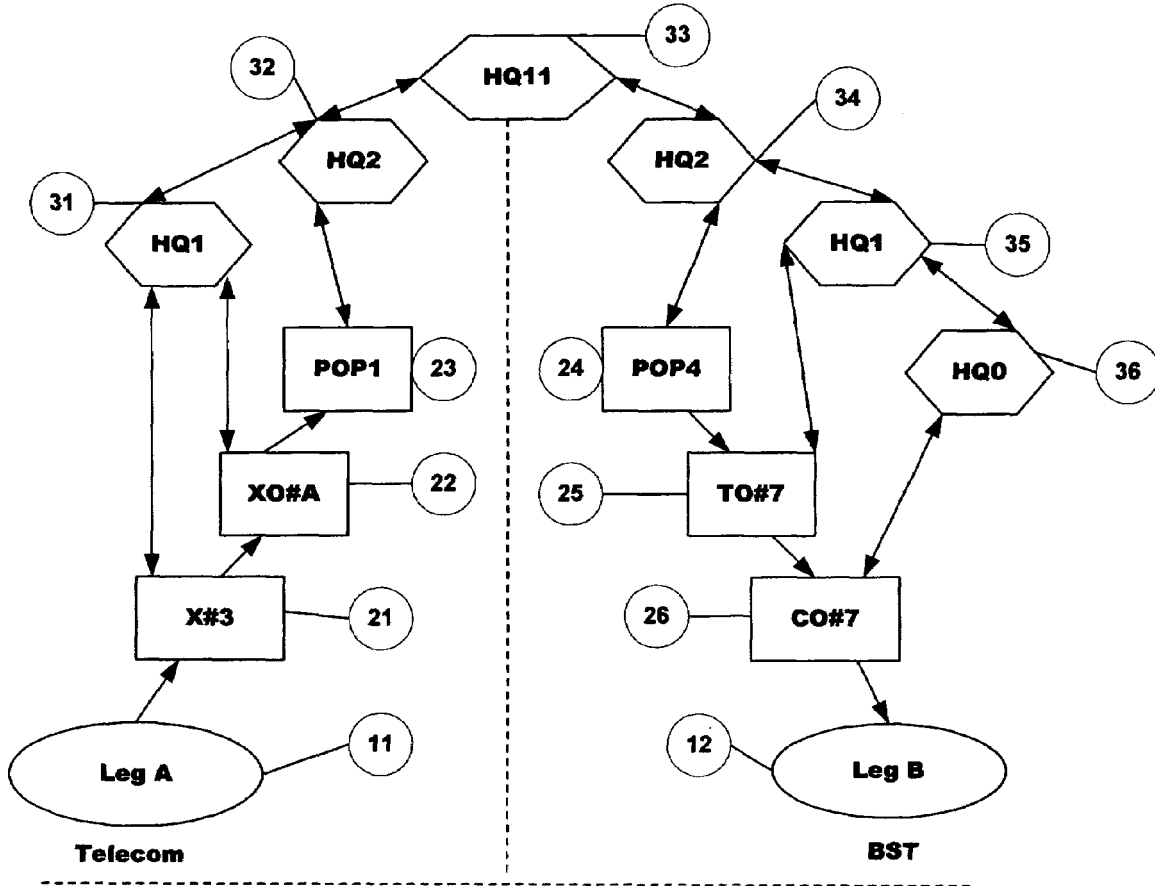 33
HQ11
32
34
HQ2
HQ2
31
HQ1
HQ1
35
POP1
23
24
POP4
HQ0
36
XO#A
22
25
TO#7
X#3
21
26
CO#7
Leg A
11
12
Leg B
Telecom
BST